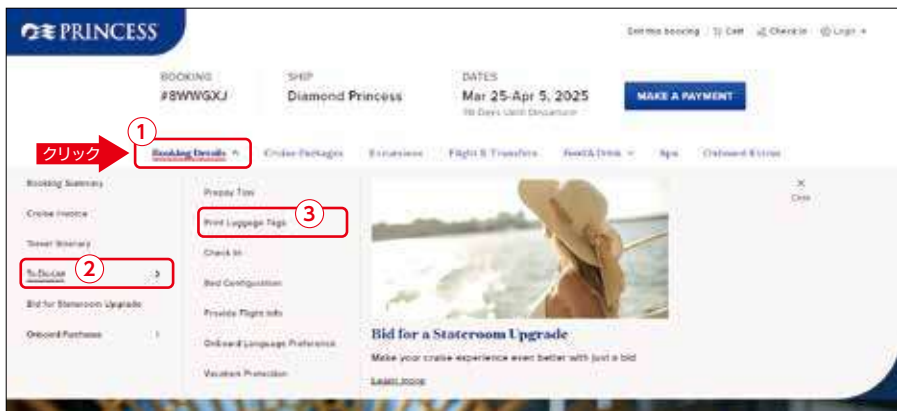 PRINCESS
Exit this booking Cart Check in Login
BOOKING SHIP DATES
#8WWGXJ Diamond Princess Mar 25-Apr 5, 2025 MAKE A PAYMENT
Days Until Departure
①
クリック Booking Details Cruise Packages Excursions Flight & Transfers Food & Drink Spa Onboard Extras
Booking Summary
Cruise Invoice
Travel Itinerary
To Do List ②
Bid for Stateroom Upgrade
Onboard Purchases
Prepay Tips
Print Luggage Tags ③
Check In
Bed Configuration
Provide Flight Info
Onboard Language Preference
Vacation Protection
Close
Bid for a Stateroom Upgrade
Make your cruise experience even better with just a bid
Learn more